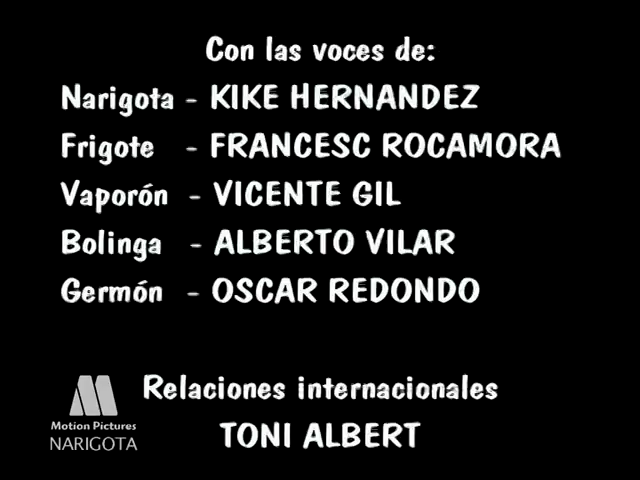 Con las voces de:
Narigota - KIKE HERNANDEZ
Frigote - FRANCESC ROCAMORA
Vaporón - VICENTE GIL
Bolinga - ALBERTO VILAR
Germón - OSCAR REDONDO
Relaciones internacionales
TONI ALBERT
Motion Pictures
NARIGOTA